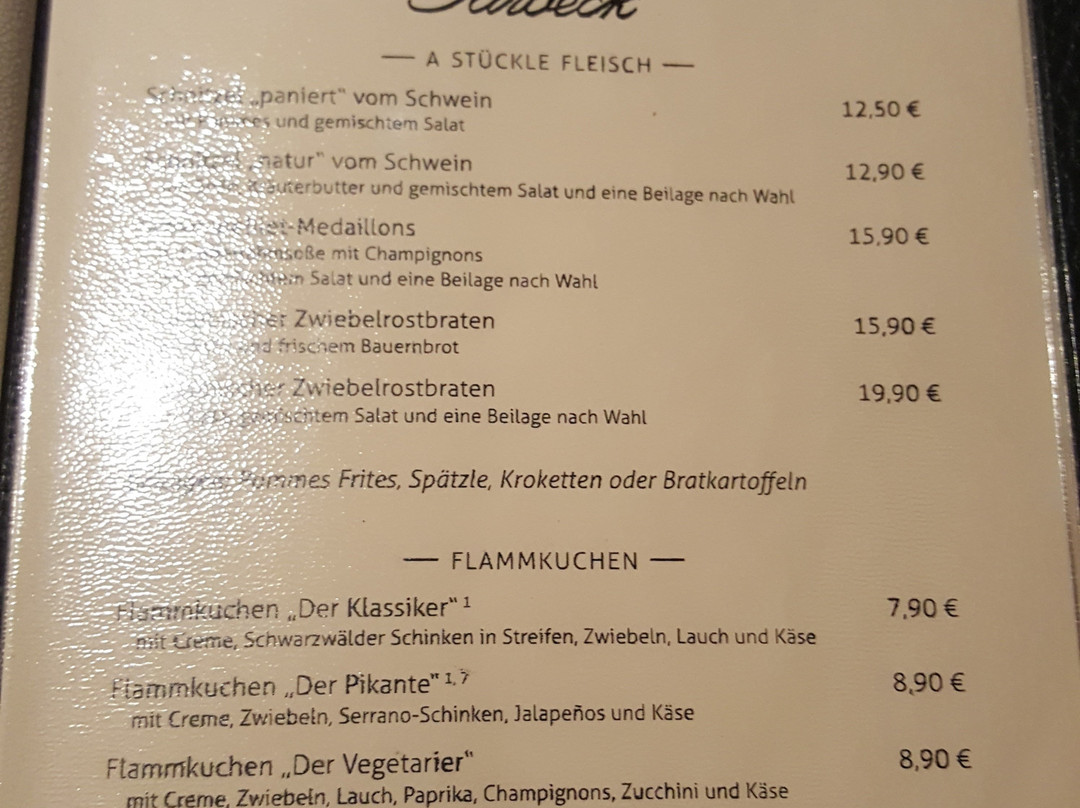 — A STÜCKLE FLEISCH —
Schnitzel „paniert“ vom Schwein 12,50 €
mit Pommes und gemischtem Salat
Schnitzel „natur“ vom Schwein 12,90 €
Kräuterbutter und gemischtem Salat und eine Beilage nach Wahl
-Medaillons 15,90 €
mit Champignons
Salat und eine Beilage nach Wahl
Zwiebelrostbraten 15,90 €
und frischem Bauernbrot
Zwiebelrostbraten 19,90 €
gemischtem Salat und eine Beilage nach Wahl
Pommes Frites, Spätzle, Kroketten oder Bratkartoffeln
— FLAMMKUCHEN —
Flammkuchen „Der Klassiker“ 1 7,90 €
mit Creme, Schwarzwälder Schinken in Streifen, Zwiebeln, Lauch und Käse
Flammkuchen „Der Pikante“ 1, 7 8,90 €
mit Creme, Zwiebeln, Serrano-Schinken, Jalapeños und Käse
Flammkuchen „Der Vegetarier“ 8,90 €
mit Creme, Zwiebeln, Lauch, Paprika, Champignons, Zucchini und Käse